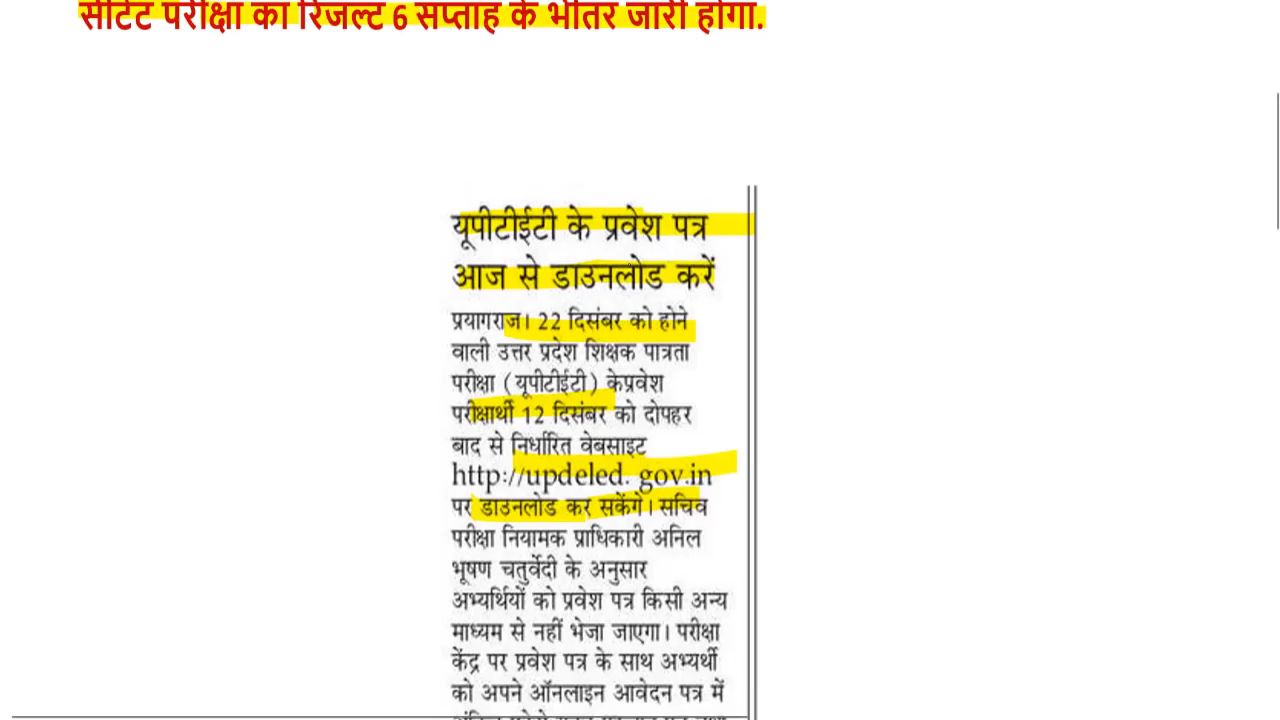 सीटेट परीक्षा का रिजल्ट 6 सप्ताह के भीतर जारी होगा.
यूपीटीईटी के प्रवेश पत्र
आज से डाउनलोड करें
प्रयागराज। 22 दिसंबर को होने
वाली उत्तर प्रदेश शिक्षक पात्रता
परीक्षा (यूपीटीईटी) केप्रवेश
परीक्षार्थी 12 दिसंबर को दोपहर
बाद से निर्धारित वेबसाइट
http://updeled. gov.in
पर डाउनलोड कर सकेंगे। सचिव
परीक्षा नियामक प्राधिकारी अनिल
भूषण चतुर्वेदी के अनुसार
अभ्यर्थियों को प्रवेश पत्र किसी अन्य
माध्यम से नहीं भेजा जाएगा। परीक्षा
केंद्र पर प्रवेश पत्र के साथ अभ्यर्थी
को अपने ऑनलाइन आवेदन पत्र में